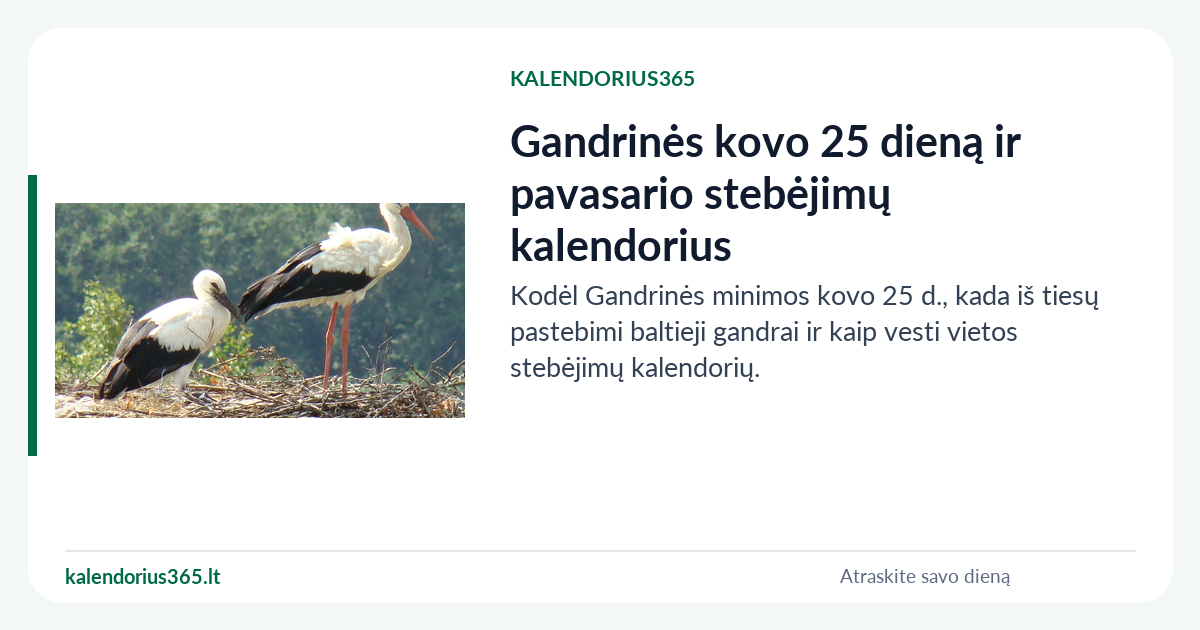 KALENDORIUS365
Gandrinės kovo 25 dieną ir
pavasario stebėjimų
kalendorius
Kodėl Gandrinės minimos kovo 25 d., kada iš tiesų
pastebimi baltieji gandrai ir kaip vesti vietos
stebėjimų kalendorių.
kalendorius365.lt
Atraskite savo dieną